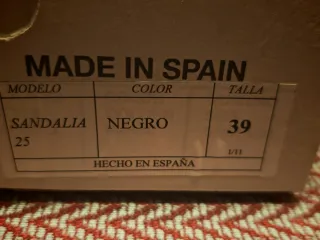 MADE IN SPAIN
MODELO COLOR TALLA
SANDALIA NEGRO 39
25
HECHO EN ESPAÑA